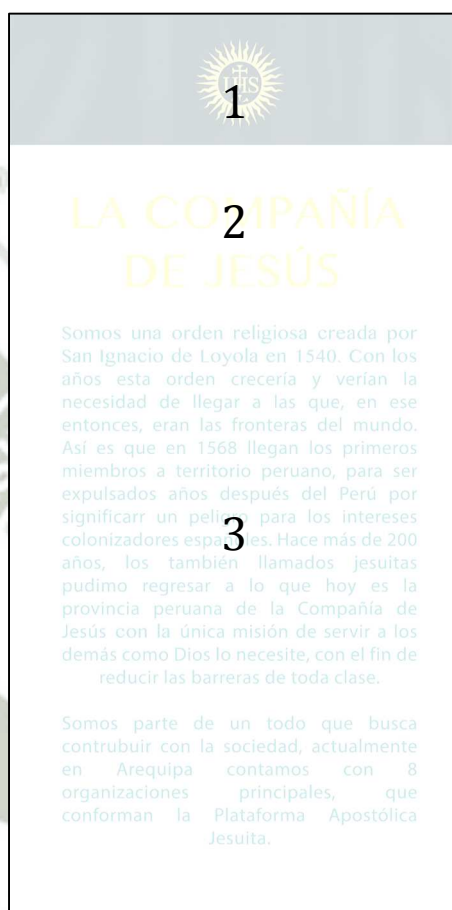 IHS
1
LA COMPAÑÍA
2
DE JESÚS
Somos una orden religiosa creada por
San Ignacio de Loyola en 1540. Con los
años esta orden crecería y verían la
necesidad de llegar a las que, en ese
entonces, eran las fronteras del mundo.
Así es que en 1568 llegan los primeros
miembros a territorio peruano, para ser
expulsados años después del Perú por
significarr un peligro para los intereses
colonizadores españoles. Hace más de 200
3
años, los también llamados jesuitas
pudimo regresar a lo que hoy es la
provincia peruana de la Compañía de
Jesús con la única misión de servir a los
demás como Dios lo necesite, con el fin de
reducir las barreras de toda clase.
Somos parte de un todo que busca
contrubuir con la sociedad, actualmente
en Arequipa contamos con 8
organizaciones principales, que
conforman la Plataforma Apostólica
Jesuita.